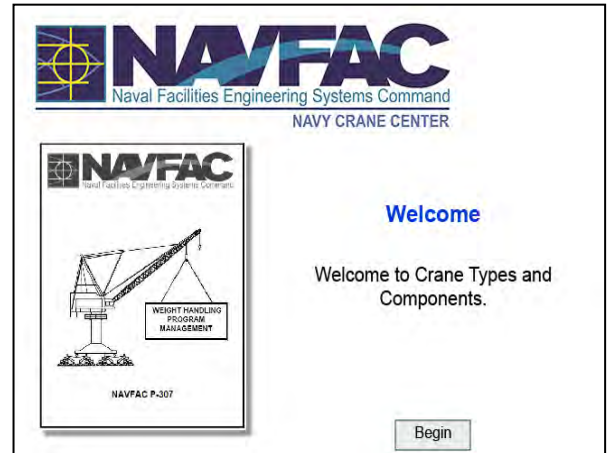 NAVFAC
Naval Facilities Engineering Systems Command
NAVY CRANE CENTER
NAVFAC
Naval Facilities Engineering Systems Command
WEIGHT HANDLING
PROGRAM
MANAGEMENT
NAVFAC P-307
Welcome
Welcome to Crane Types and
Components.
Begin